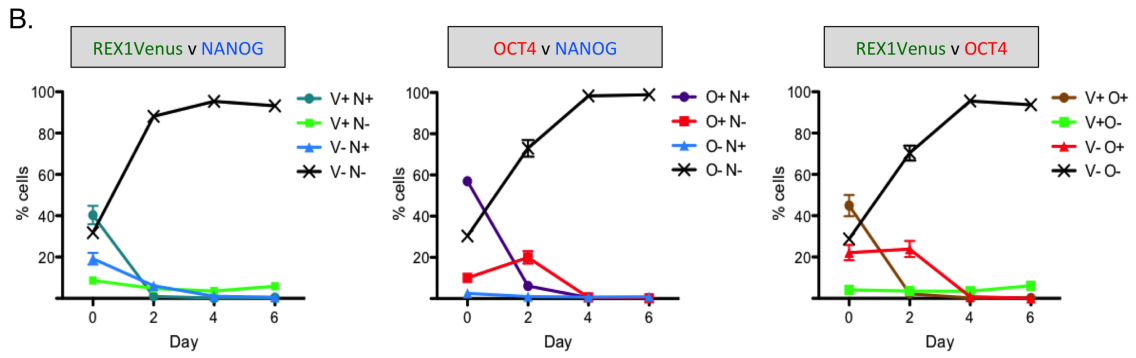 B.
REX1Venus v NANOG
OCT4 v NANOG
REX1Venus v OCT4
% cells
100
80
60
40
20
0
2
4
6
Day
V+ N+
V+ N-
V- N+
V- N-
% cells
100
80
60
40
20
0
2
4
6
Day
O+ N+
O+ N-
O- N+
O- N-
% cells
100
80
60
40
20
0
2
4
6
Day
V+ O+
V+O-
V- O+
V- O-